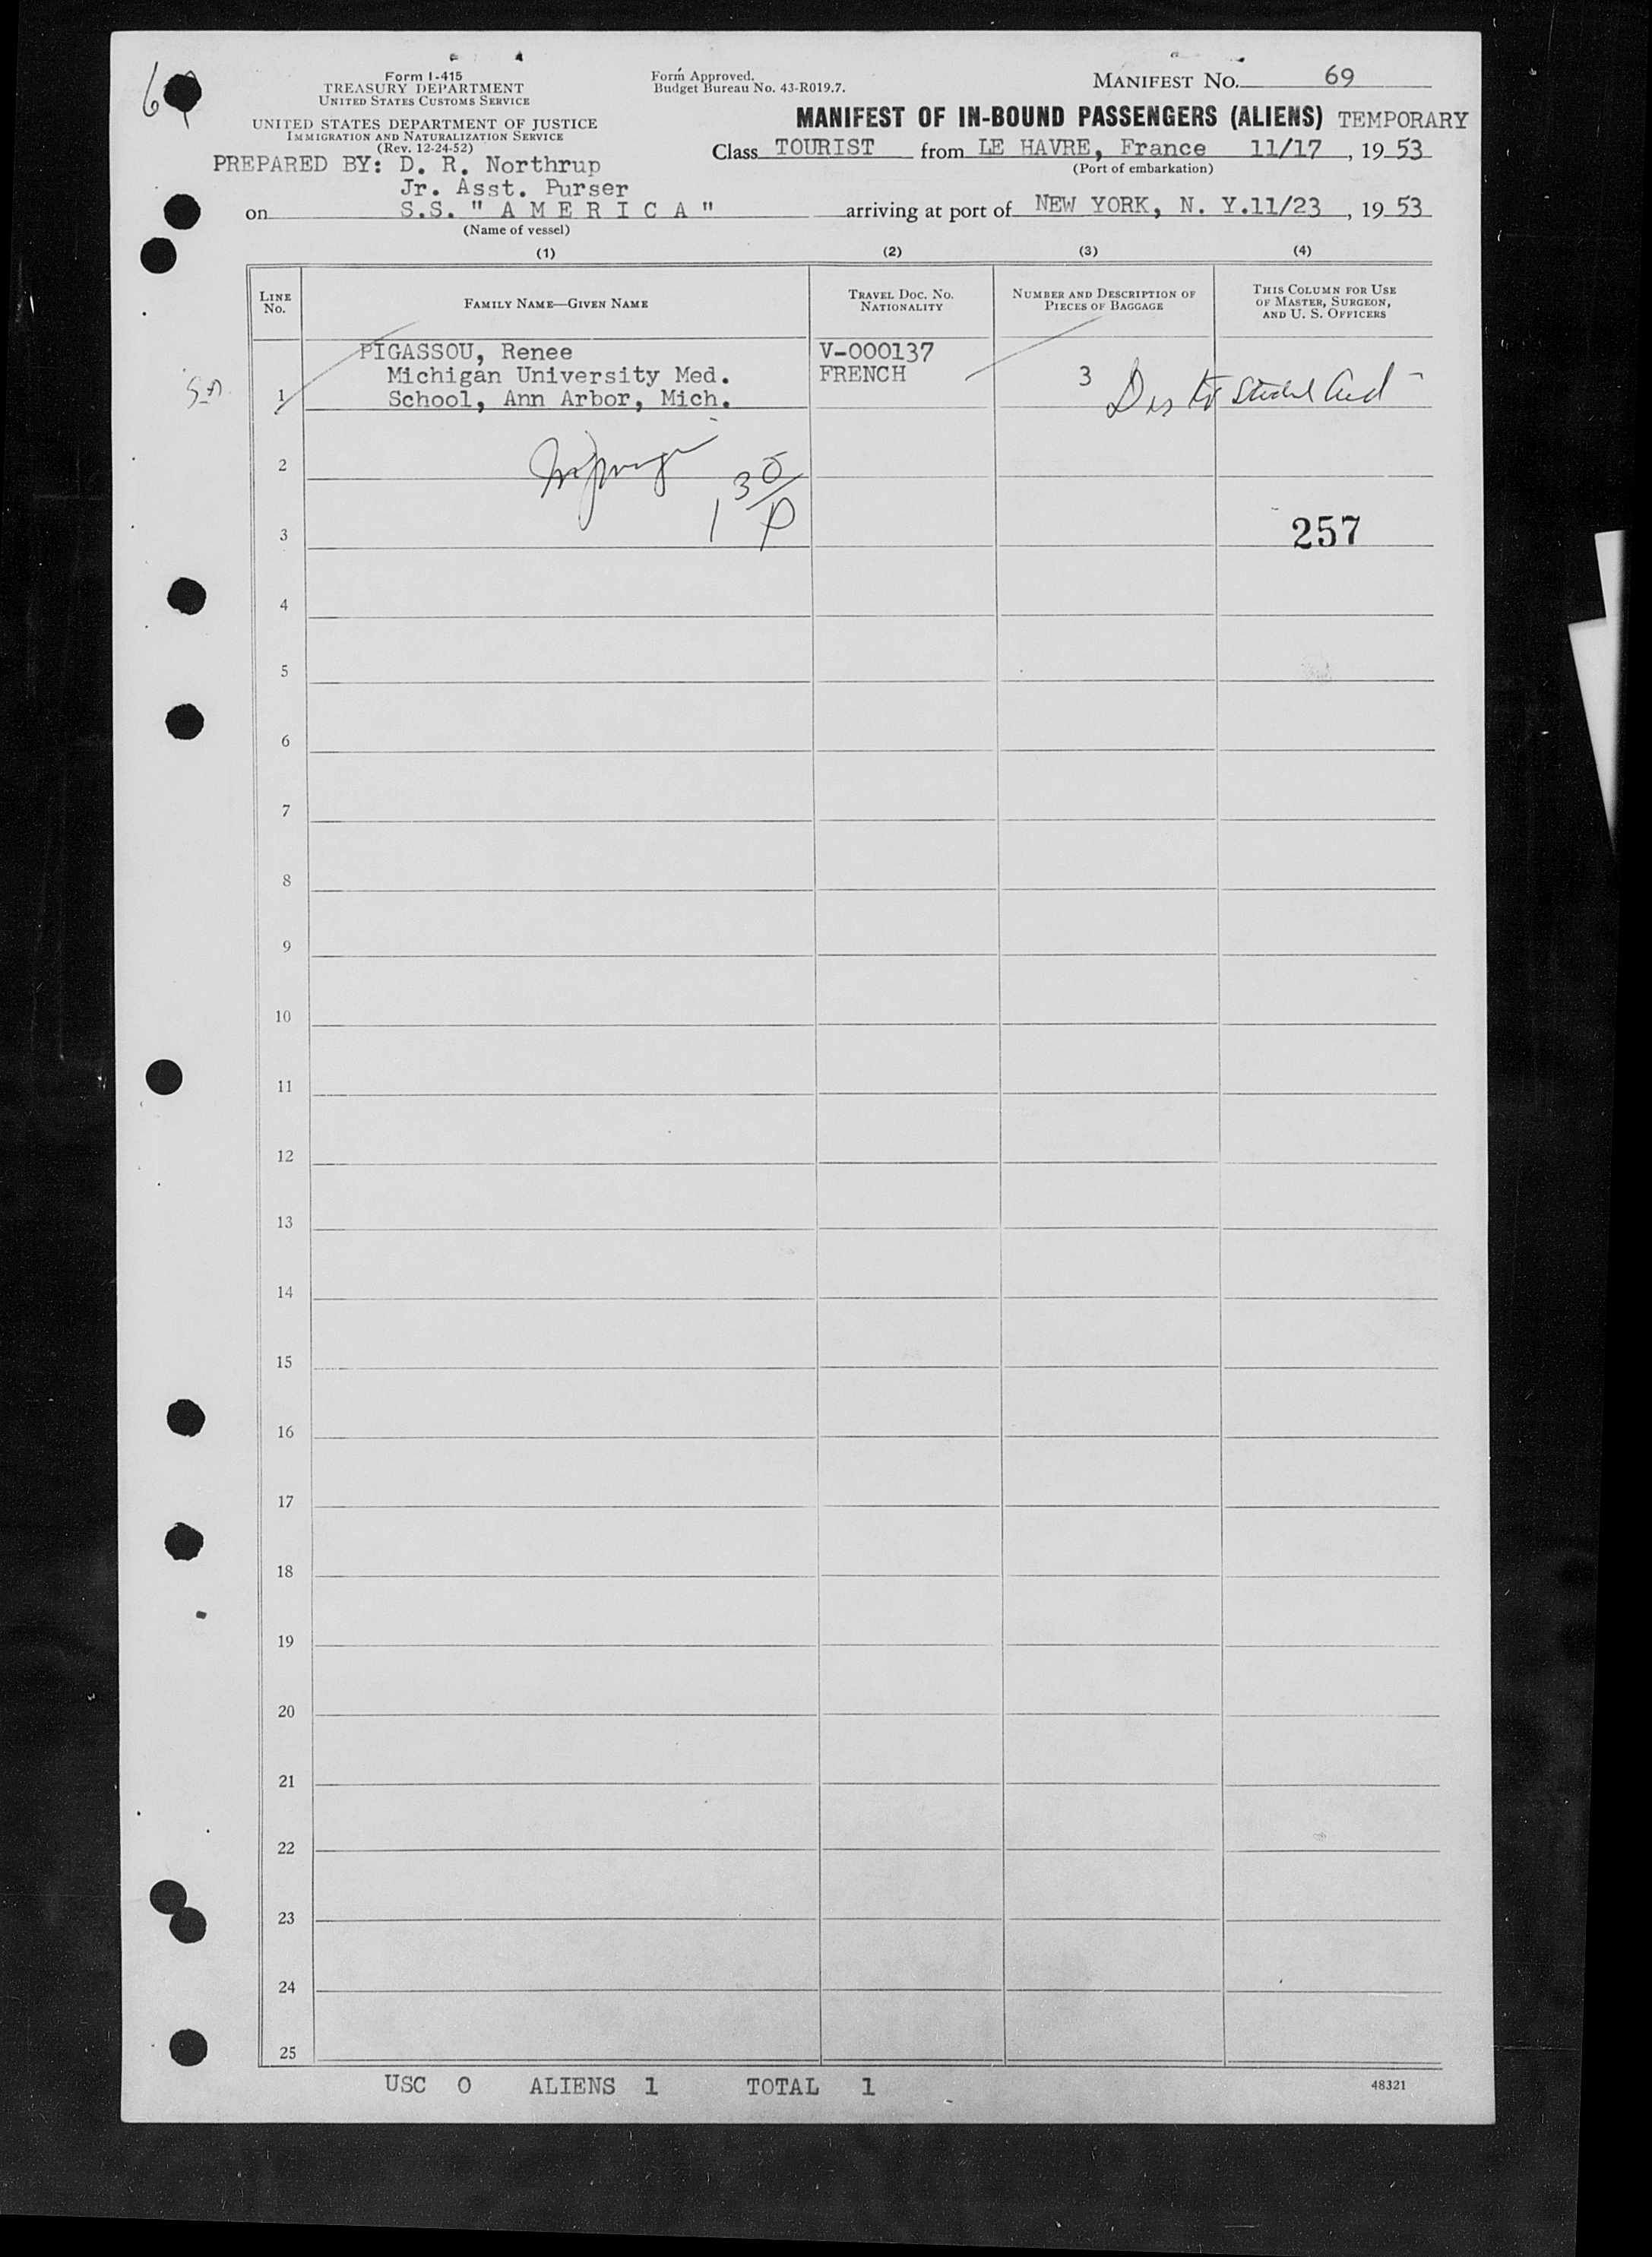 69
Form I-415
TREASURY DEPARTMENT
UNITED STATES CUSTOMS SERVICE
UNITED STATES DEPARTMENT OF JUSTICE
IMMIGRATION AND NATURALIZATION SERVICE
(Rev. 12-24-52)
PREPARED BY: D. R. Northrup
Jr. Asst. Purser
Form Approved.
Budget Bureau No. 43-R019.7.
MANIFEST NO. 69
MANIFEST OF IN-BOUND PASSENGERS (ALIENS) TEMPORARY
Class TOURIST from LE HAVRE, France 11/17, 1953
(Port of embarkation)
on S.S. "AMERICA" arriving at port of NEW YORK, N. Y. 11/23, 1953
(Name of vessel)
(1) (2) (3) (4)
LINE NO.
FAMILY NAME—GIVEN NAME
TRAVEL DOC. NO.
NATIONALITY
NUMBER AND DESCRIPTION OF
PIECES OF BAGGAGE
THIS COLUMN FOR USE
OF MASTER, SURGEON,
AND U. S. OFFICERS
PIGASSOU, Renee V-000137
Michigan University Med. FRENCH 3
1 School, Ann Arbor, Mich.
2
3 257
4
5
6
7
8
9
10
11
12
13
14
15
16
17
18
19
20
21
22
23
24
25
USC 0 ALIENS 1 TOTAL 1
48321